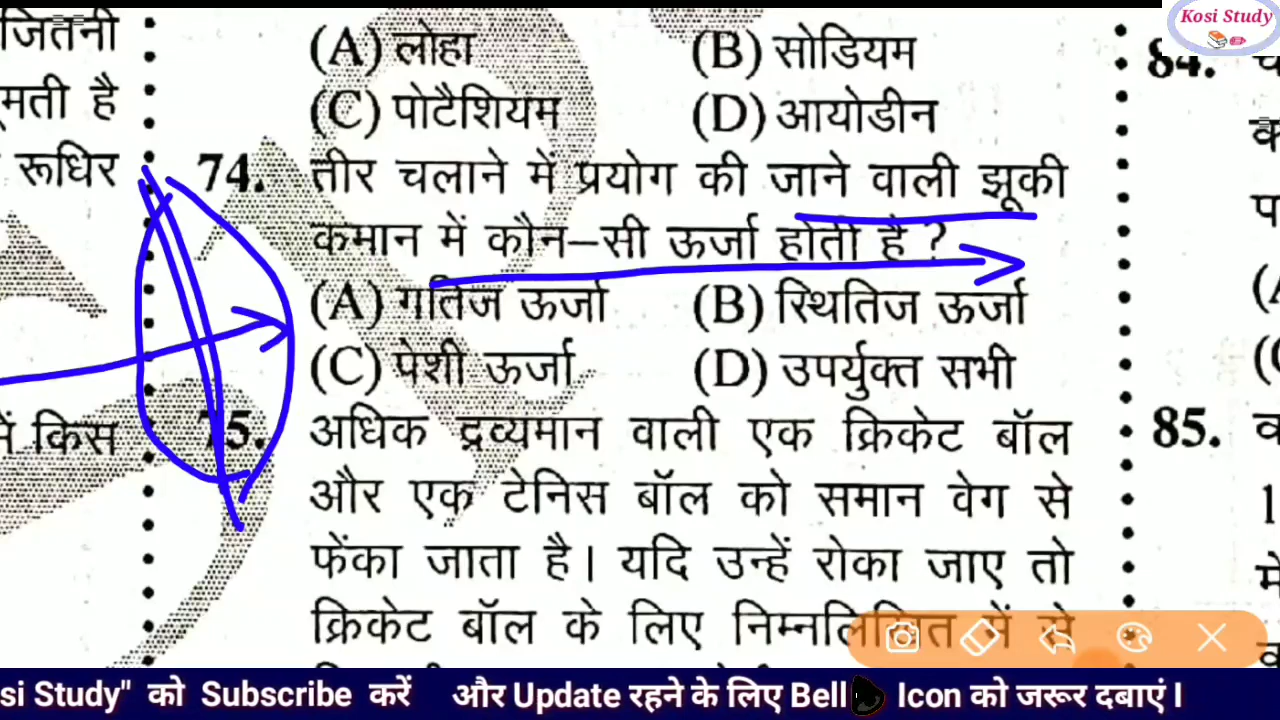 Kosi Study
जितनी
मती है
रूधिर
में किस
(A) लोहा (B) सोडियम
(C) पोटैशियम (D) आयोडीन
74. तीर चलाने में प्रयोग की जाने वाली झूकी
कमान में कौन–सी ऊर्जा होती है ?
(A) गतिज ऊर्जा (B) स्थितिज ऊर्जा
(C) पेशी ऊर्जा (D) उपर्युक्त सभी
75. अधिक द्रव्यमान वाली एक क्रिकेट बॉल
और एक टेनिस बॉल को समान वेग से
फेंका जाता है। यदि उन्हें रोका जाए तो
क्रिकेट बॉल के लिए निम्नलिखित में से
84.
(A
85. व
1
si Study" को Subscribe करें और Update रहने के लिए Bell Icon को जरूर दबाएं।